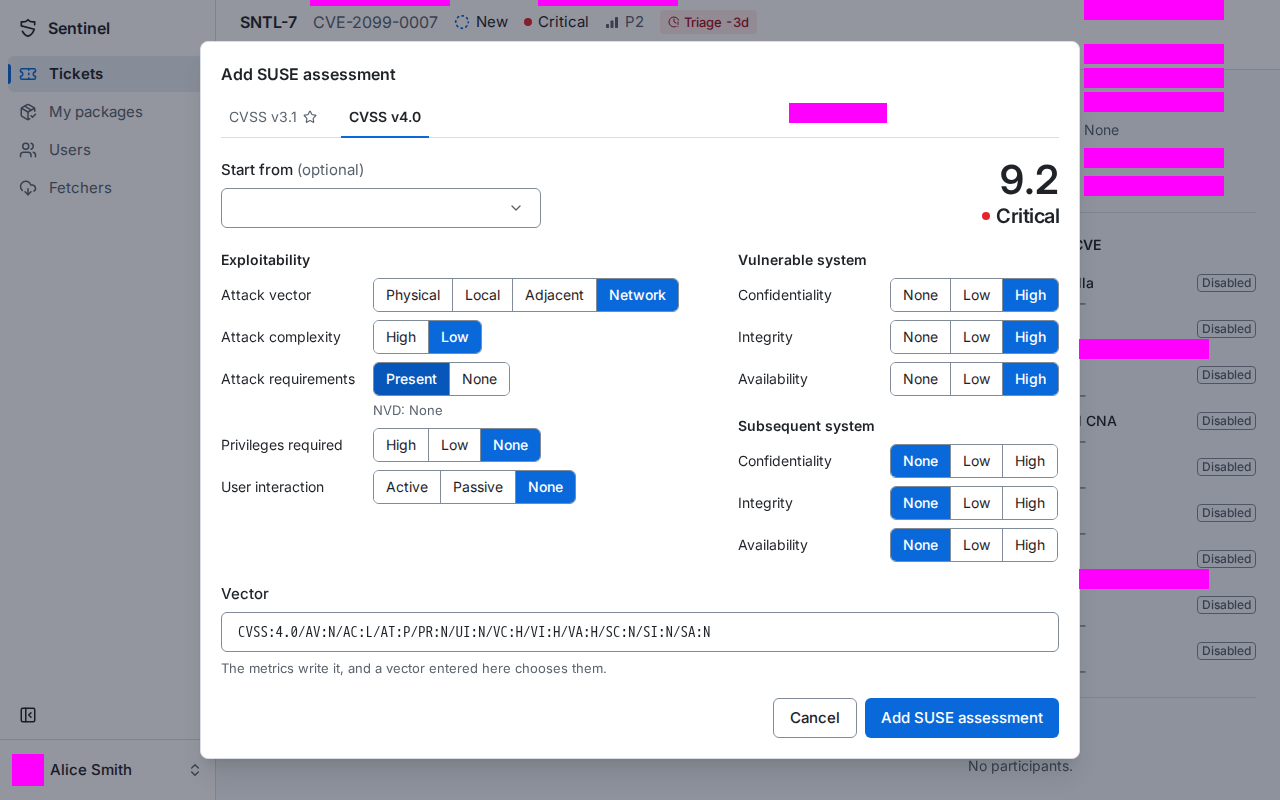 Sentinel
SNTL-7 CVE-2099-0007 New Critical P2 Triage -3d
Tickets
My packages
Users
Fetchers
Add SUSE assessment
CVSS v3.1 CVSS v4.0
Start from (optional)
9.2
Critical
Exploitability
Attack vector Physical Local Adjacent Network
Attack complexity High Low
Attack requirements Present None
NVD: None
Privileges required High Low None
User interaction Active Passive None
Vulnerable system
Confidentiality None Low High
Integrity None Low High
Availability None Low High
Subsequent system
Confidentiality None Low High
Integrity None Low High
Availability None Low High
Vector
CVSS:4.0/AV:N/AC:L/AT:P/PR:N/UI:N/VC:H/VI:H/VA:H/SC:N/SI:N/SA:N
The metrics write it, and a vector entered here chooses them.
Cancel Add SUSE assessment
None
CVE
Disabled
Disabled
Disabled
CNA Disabled
Disabled
Disabled
Disabled
Disabled
Disabled
No participants.
Alice Smith